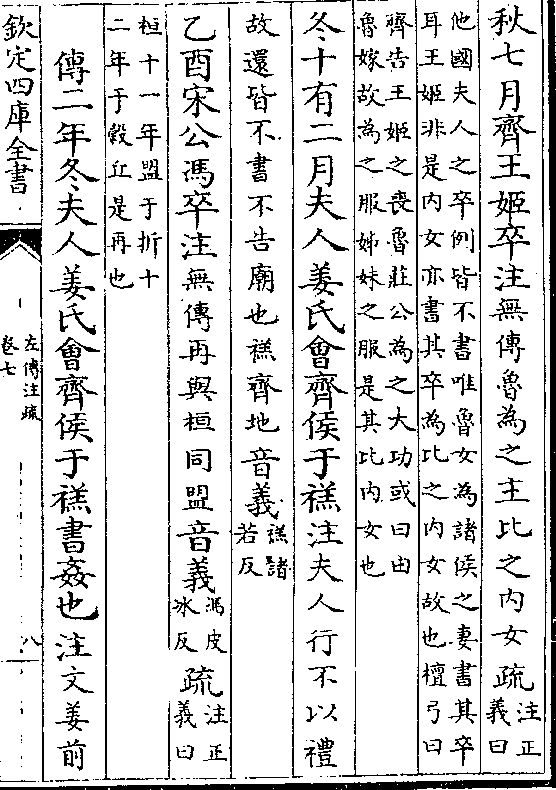 秋七月齊王姬卒注無傳魯為之主比之内女疏注正義曰
他國夫人之卒例皆不書唯魯女為諸侯之妻書其卒
耳王姬非是内女亦書其卒為比之内女故也檀弓曰
齊告王姬之喪魯莊公為之大功或曰由
魯嫁故為之服姊妹之服是其比内女也
冬十有二月夫人姜氏會齊侯于禚注夫人行不以禮
故還皆不書不告廟也禚齊地音義禚諸若反
乙酉宋公馮卒注無傳再與桓同盟音義馮皮冰反疏注正義曰
桓十一年盟于折十
二年于穀丘是再也
傳二年冬夫人姜氏會齊侯于禚書姦也注文姜前
欽定四庫全書
左傳注疏
卷七
八